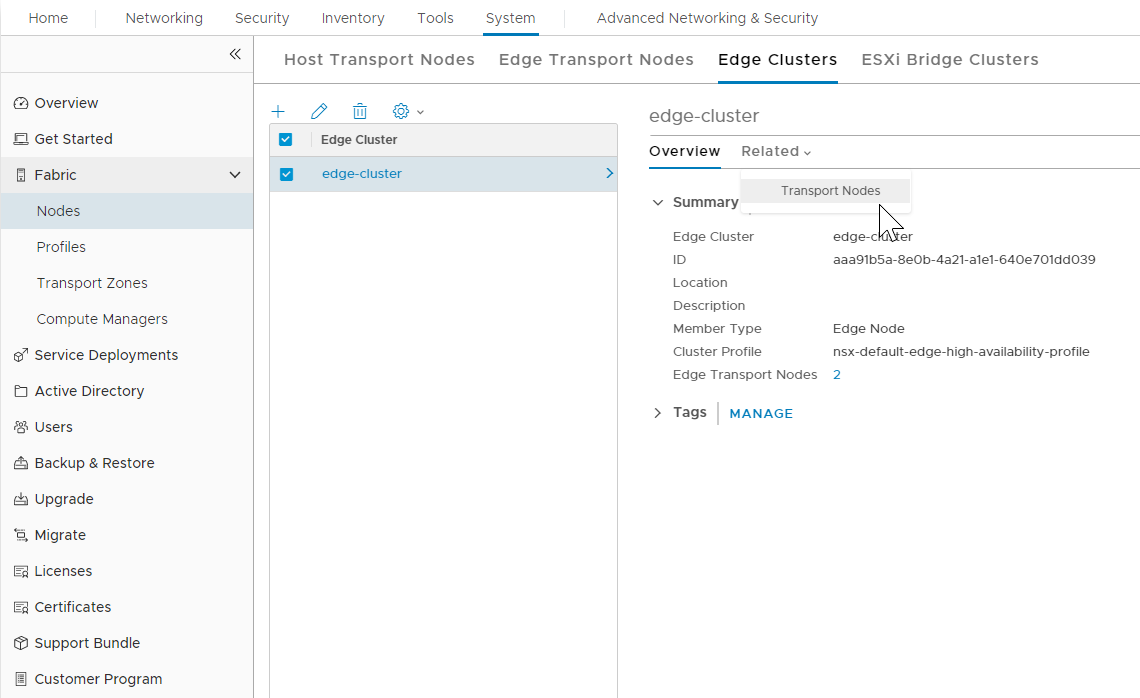 Home
Networking
Security
Inventory
Tools
System
Advanced Networking & Security
Overview
Get Started
Fabric
Nodes
Profiles
Transport Zones
Compute Managers
Service Deployments
Active Directory
Users
Backup & Restore
Upgrade
Migrate
Licenses
Certificates
Support Bundle
Customer Program
Host Transport Nodes
Edge Transport Nodes
Edge Clusters
ESXi Bridge Clusters
Edge Cluster
edge-cluster
edge-cluster
Overview
Related
Transport Nodes
Summary
Edge Cluster edge-cluster
ID aaa91b5a-8e0b-4a21-a1e1-640e701dd039
Location
Description
Member Type Edge Node
Cluster Profile nsx-default-edge-high-availability-profile
Edge Transport Nodes 2
Tags MANAGE